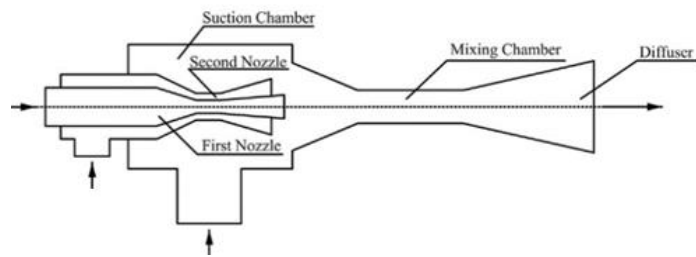 Suction Chamber
Second Nozzle
Mixing Chamber
Diffuser
First Nozzle